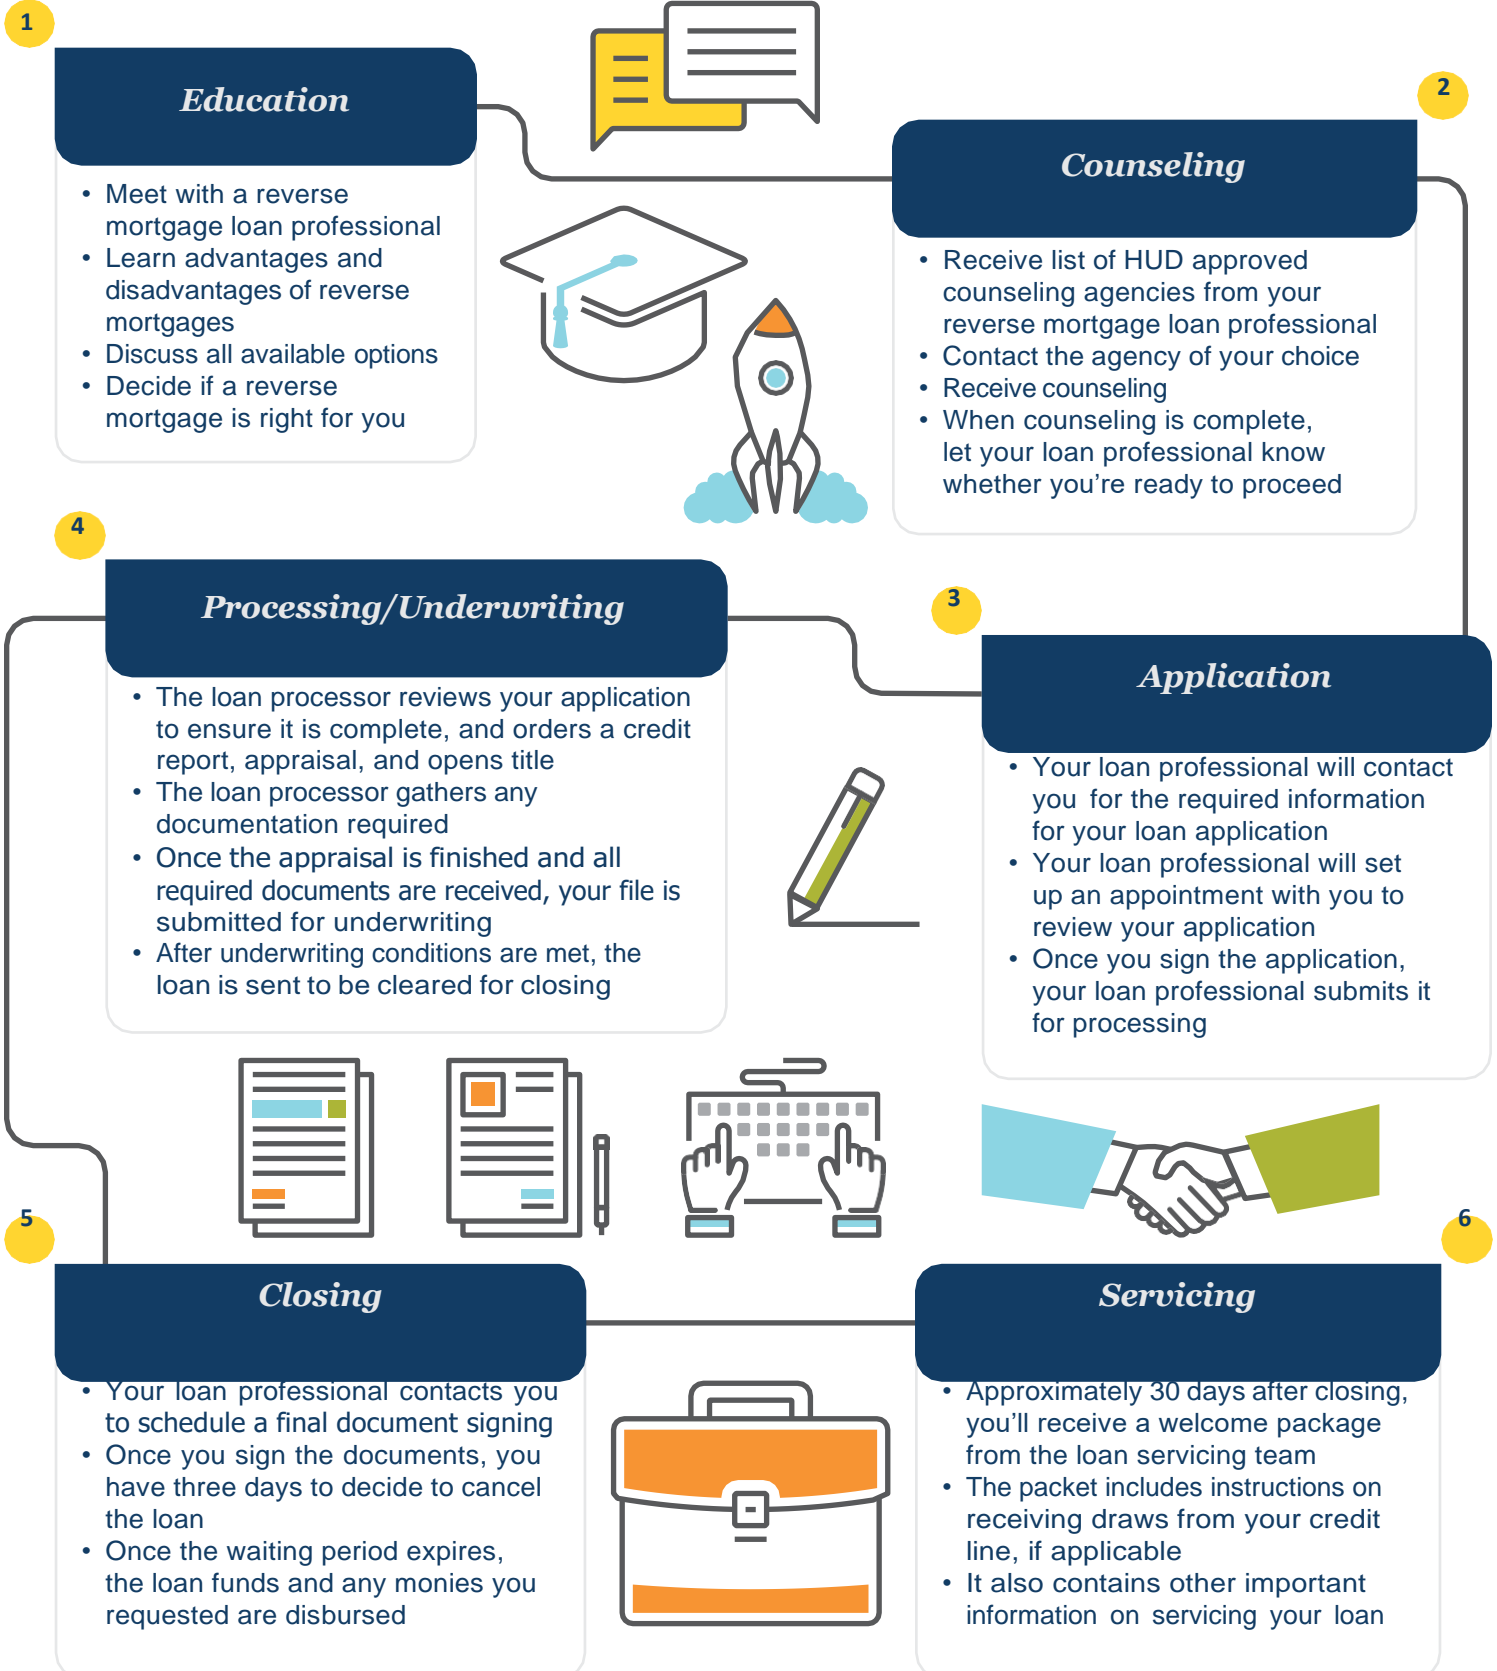 1
Education
• Meet with a reverse
mortgage loan professional
• Learn advantages and
disadvantages of reverse
mortgages
• Discuss all available options
• Decide if a reverse
mortgage is right for you
2
Counseling
• Receive list of HUD approved
counseling agencies from your
reverse mortgage loan professional
• Contact the agency of your choice
• Receive counseling
• When counseling is complete,
let your loan professional know
whether you’re ready to proceed
3
Application
• Your loan professional will contact
you for the required information
for your loan application
• Your loan professional will set
up an appointment with you to
review your application
• Once you sign the application,
your loan professional submits it
for processing
4
Processing/Underwriting
• The loan processor reviews your application
to ensure it is complete, and orders a credit
report, appraisal, and opens title
• The loan processor gathers any
documentation required
• Once the appraisal is finished and all
required documents are received, your file is
submitted for underwriting
• After underwriting conditions are met, the
loan is sent to be cleared for closing
5
Closing
• Your loan professional contacts you
to schedule a final document signing
• Once you sign the documents, you
have three days to decide to cancel
the loan
• Once the waiting period expires,
the loan funds and any monies you
requested are disbursed
6
Servicing
• Approximately 30 days after closing,
you’ll receive a welcome package
from the loan servicing team
• The packet includes instructions on
receiving draws from your credit
line, if applicable
• It also contains other important
information on servicing your loan